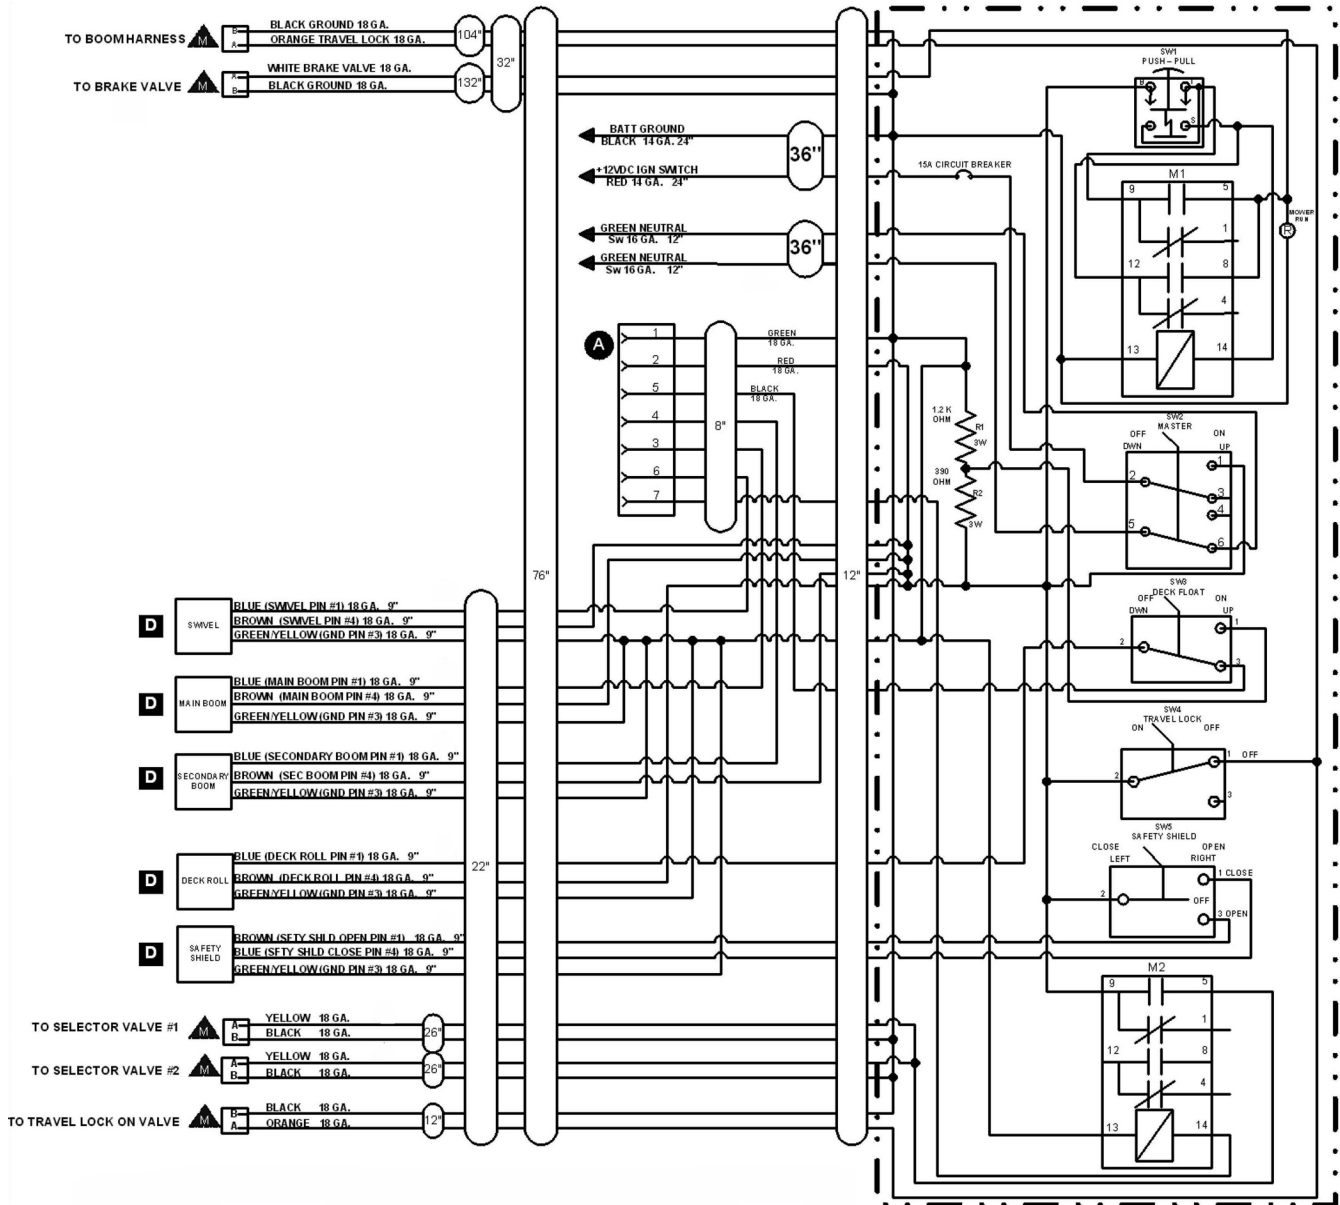 BLACK GROUND 18 GA.
TO BOOM HARNESS M B
A ORANGE TRAVEL LOCK 18 GA.
104"
32"
WHITE BRAKE VALVE 18 GA.
TO BRAKE VALVE M A
B BLACK GROUND 18 GA.
132"
BATT GROUND
BLACK 14 GA. 24"
36"
+12VDC IGN SWITCH
RED 14 GA. 24"
15A CIRCUIT BREAKER
GREEN NEUTRAL
Sw 16 GA. 12"
36"
GREEN NEUTRAL
Sw 16 GA. 12"
SW1
PUSH-PULL
B
1
S
M1
9 5
1
12 8
4
13 14
MOWER
RUN
R
A
1
2
5
4
3
6
7
8"
GREEN
18 GA.
RED
18 GA.
BLACK
18 GA.
1.2 K
OHM
R1
3W
390
OHM
R2
3W
SW2
MASTER
OFF ON
DWN UP
1
2
3
4
5
6
76"
12"
SW3
DECK FLOAT
OFF ON
DWN UP
1
2
3
D SWIVEL
BLUE (SWIVEL PIN #1) 18 GA. 9"
BROWN (SWIVEL PIN #4) 18 GA. 9"
GREEN/YELLOW (GND PIN #3) 18 GA. 9"
D MAIN BOOM
BLUE (MAIN BOOM PIN #1) 18 GA. 9"
BROWN (MAIN BOOM PIN #4) 18 GA. 9"
GREEN/YELLOW (GND PIN #3) 18 GA. 9"
SW4
TRAVEL LOCK
ON OFF
1 OFF
2
3
D SECONDARY
BOOM
BLUE (SECONDARY BOOM PIN #1) 18 GA. 9"
BROWN (SEC BOOM PIN #4) 18 GA. 9"
GREEN/YELLOW (GND PIN #3) 18 GA. 9"
SW5
SAFETY SHIELD
CLOSE OPEN
LEFT RIGHT
1 CLOSE
2
OFF
3 OPEN
22"
D DECK ROLL
BLUE (DECK ROLL PIN #1) 18 GA. 9"
BROWN (DECK ROLL PIN #4) 18 GA. 9"
GREEN/YELLOW (GND PIN #3) 18 GA. 9"
D SAFETY
SHIELD
BROWN (SFTY SHLD OPEN PIN #1) 18 GA. 9"
BLUE (SFTY SHLD CLOSE PIN #4) 18 GA. 9"
GREEN/YELLOW (GND PIN #3) 18 GA. 9"
M2
9 5
1
12 8
4
13 14
YELLOW 18 GA.
TO SELECTOR VALVE #1 M A
B BLACK 18 GA.
26"
YELLOW 18 GA.
TO SELECTOR VALVE #2 M A
B BLACK 18 GA.
26"
BLACK 18 GA.
TO TRAVEL LOCK ON VALVE M B
A ORANGE 18 GA.
12"